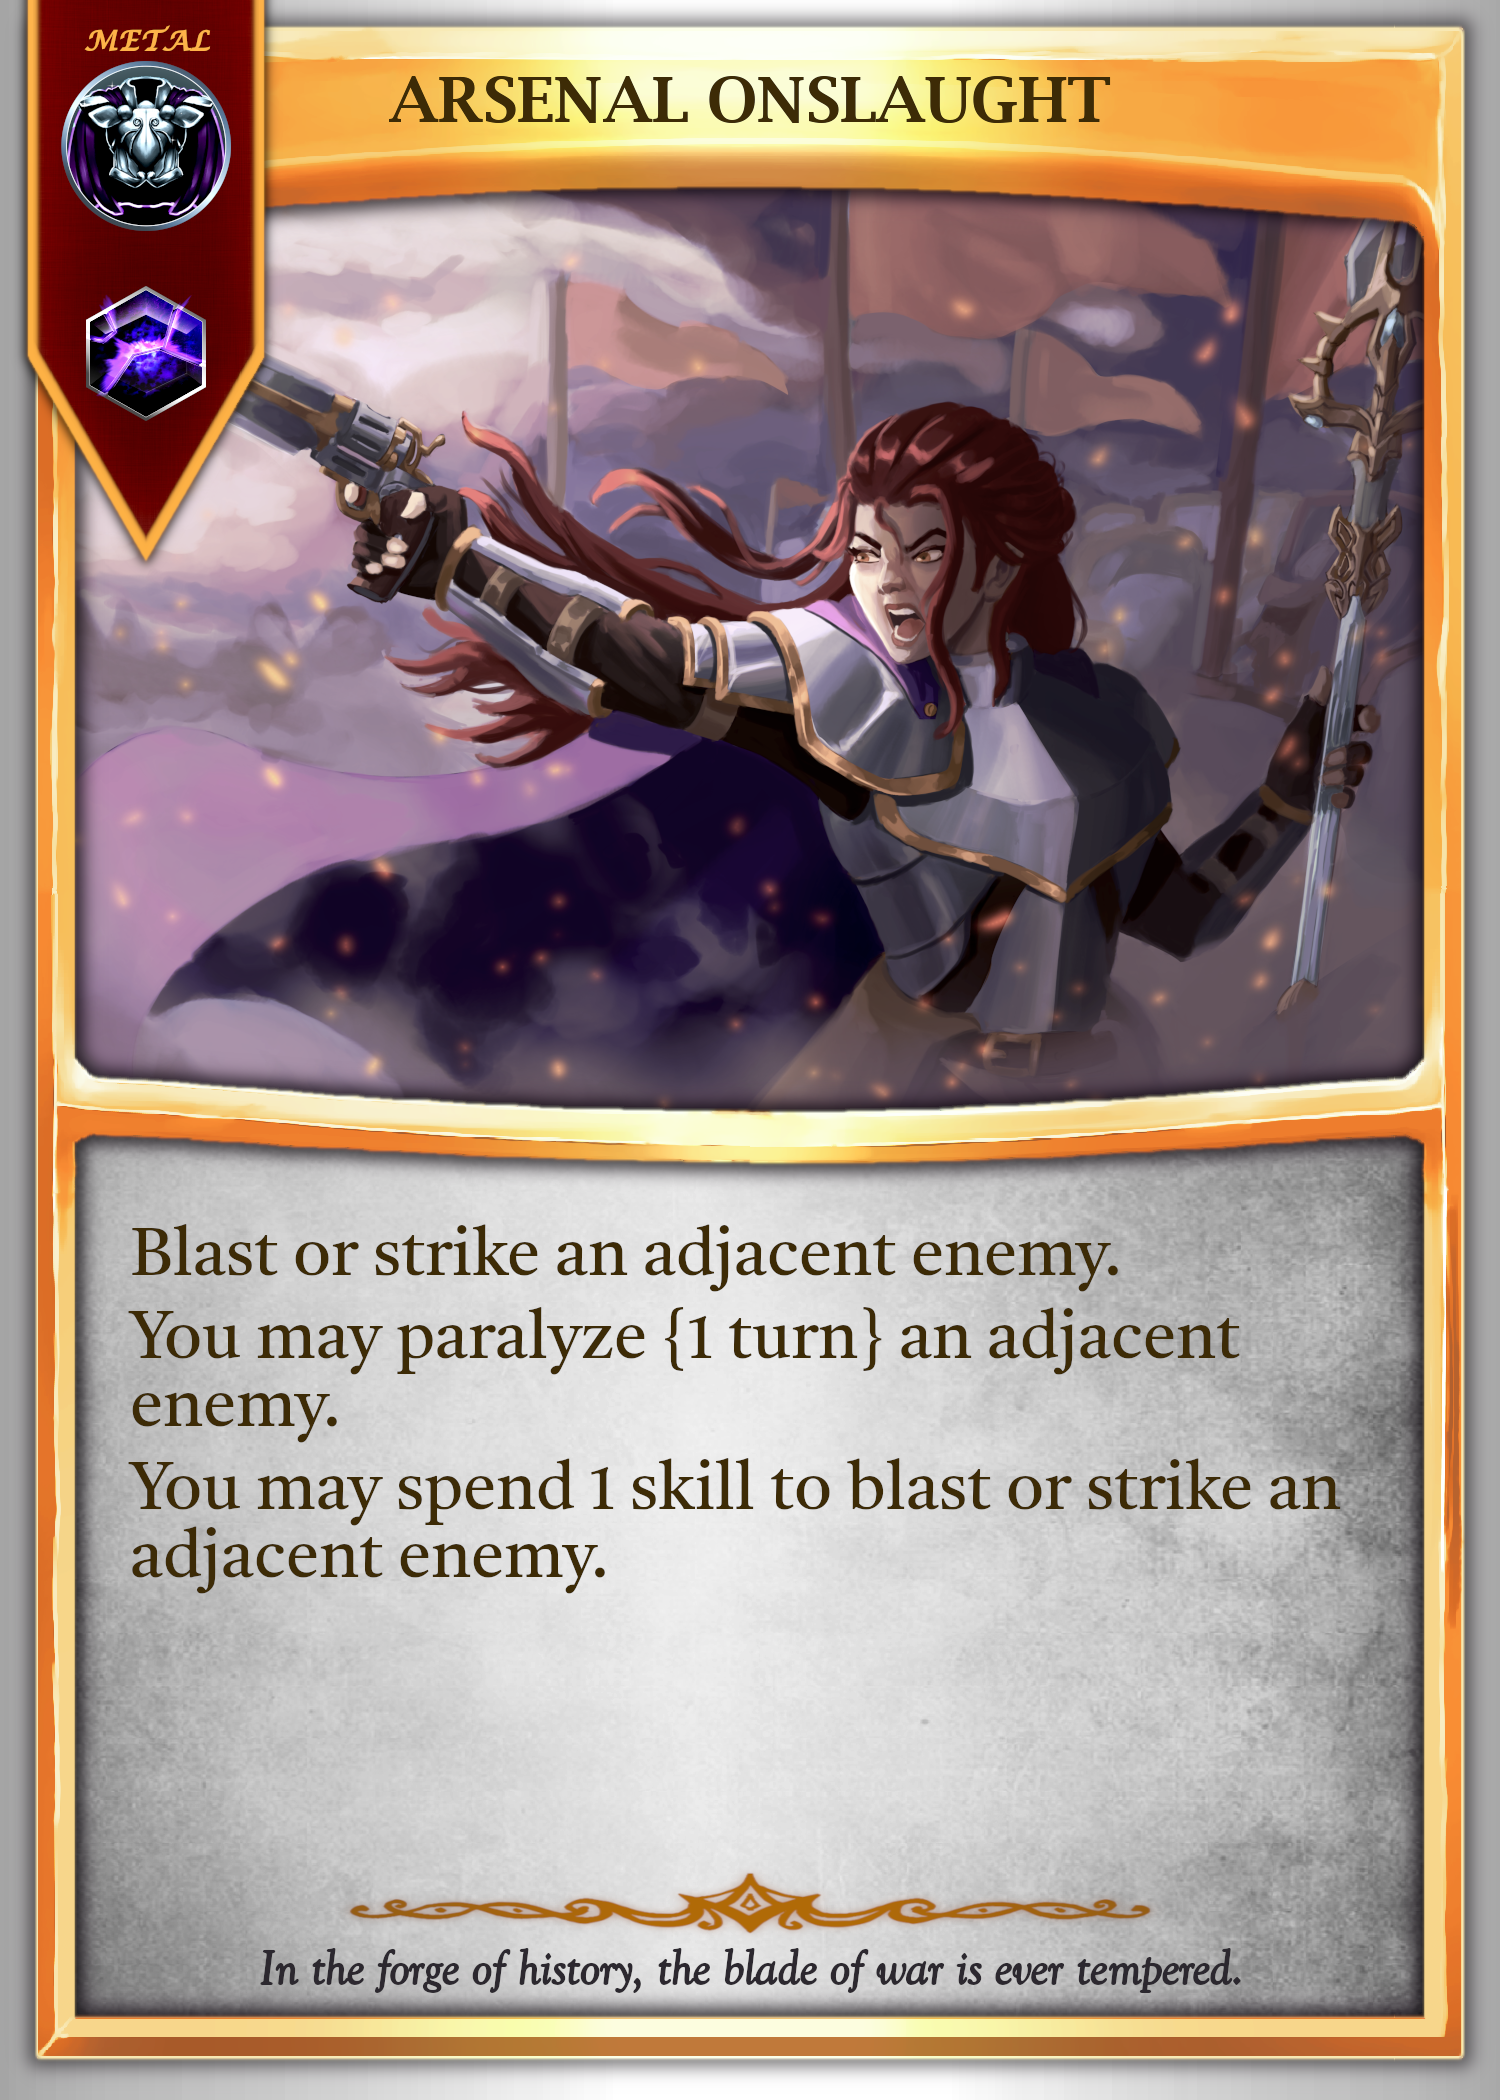 METAL
ARSENAL ONSLAUGHT
Blast or strike an adjacent enemy.
You may paralyze {1 turn} an adjacent
enemy.
You may spend 1 skill to blast or strike an
adjacent enemy.
In the forge of history, the blade of war is ever tempered.